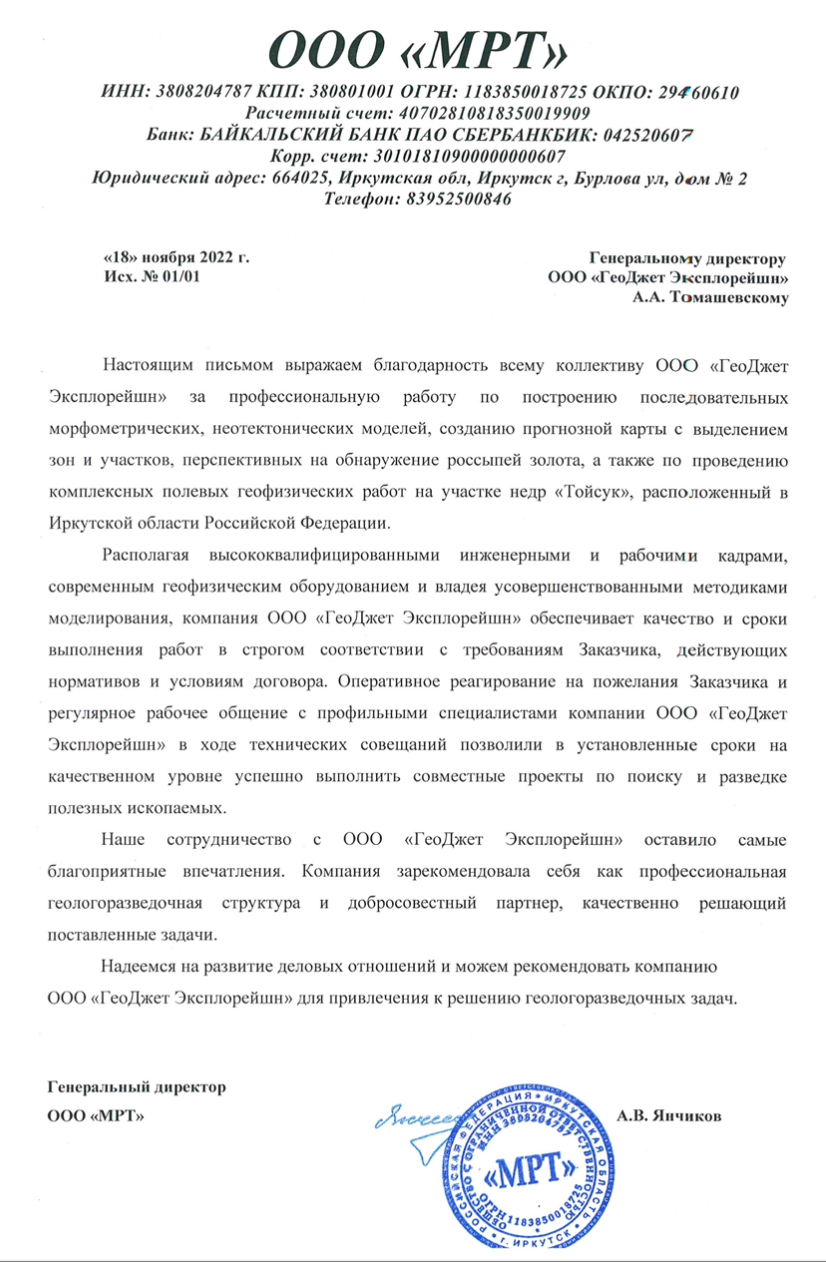 ООО «МРТ»
ИНН: 3808204787 КПП: 380801001 ОГРН: 1183850018725 ОКПО: 29460610
Расчетный счет: 40702810818350019909
Банк: БАЙКАЛЬСКИЙ БАНК ПАО СБЕРБАНКБИК: 042520607
Корр. счет: 30101810900000000607
Юридический адрес: 664025, Иркутская обл, Иркутск г, Бурлова ул, дом № 2
Телефон: 83952500846
«18» ноября 2022 г.
Исх. № 01/01
Генеральному директору
ООО «ГеоДжет Эксплорейшн»
А.А. Томашевскому
Настоящим письмом выражаем благодарность всему коллективу ООО «ГеоДжет
Эксплорейшн» за профессиональную работу по построению последовательных
морфометрических, неотектонических моделей, созданию прогнозной карты с выделением
зон и участков, перспективных на обнаружение россыпей золота, а также по проведению
комплексных полевых геофизических работ на участке недр «Тойсук», расположенный в
Иркутской области Российской Федерации.
Располагая высококвалифицированными инженерными и рабочими кадрами,
современным геофизическим оборудованием и владея усовершенствованными методиками
моделирования, компания ООО «ГеоДжет Эксплорейшн» обеспечивает качество и сроки
выполнения работ в строгом соответствии с требованиям Заказчика, действующих
нормативов и условиям договора. Оперативное реагирование на пожелания Заказчика и
регулярное рабочее общение с профильными специалистами компании ООО «ГеоДжет
Эксплорейшн» в ходе технических совещаний позволили в установленные сроки на
качественном уровне успешно выполнить совместные проекты по поиску и разведке
полезных ископаемых.
Наше сотрудничество с ООО «ГеоДжет Эксплорейшн» оставило самые
благоприятные впечатления. Компания зарекомендовала себя как профессиональная
геологоразведочная структура и добросовестный партнер, качественно решающий
поставленные задачи.
Надеемся на развитие деловых отношений и можем рекомендовать компанию
ООО «ГеоДжет Эксплорейшн» для привлечения к решению геологоразведочных задач.
Генеральный директор
ООО «МРТ»
А.В. Янчиков
РОССИЙСКАЯ ФЕДЕРАЦИЯ * ИРКУТСКАЯ ОБЛАСТЬ * г. ИРКУТСК *
ОБЩЕСТВО С ОГРАНИЧЕННОЙ ОТВЕТСТВЕННОСТЬЮ
ИНН 3808204787
«МРТ»
ОГРН 1183850018725